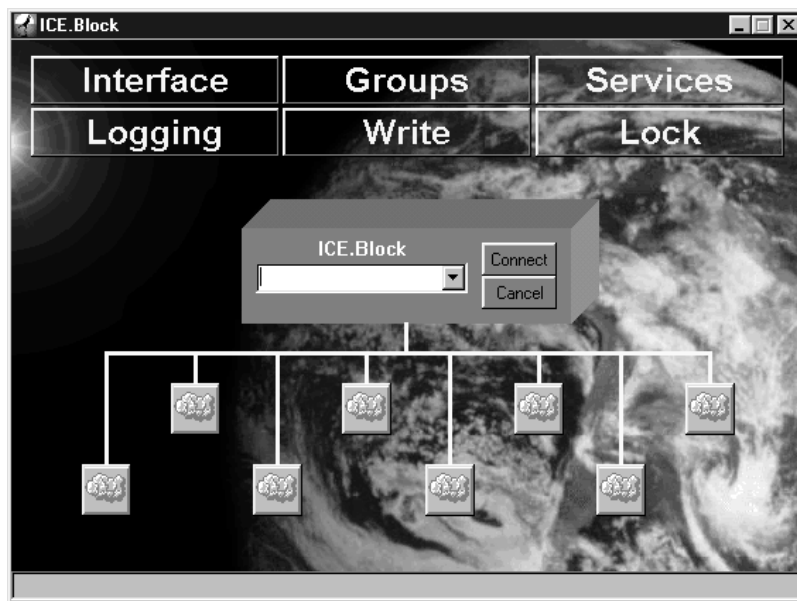 ICE.Block
Interface Groups Services
Logging Write Lock
ICE.Block
Connect
Cancel